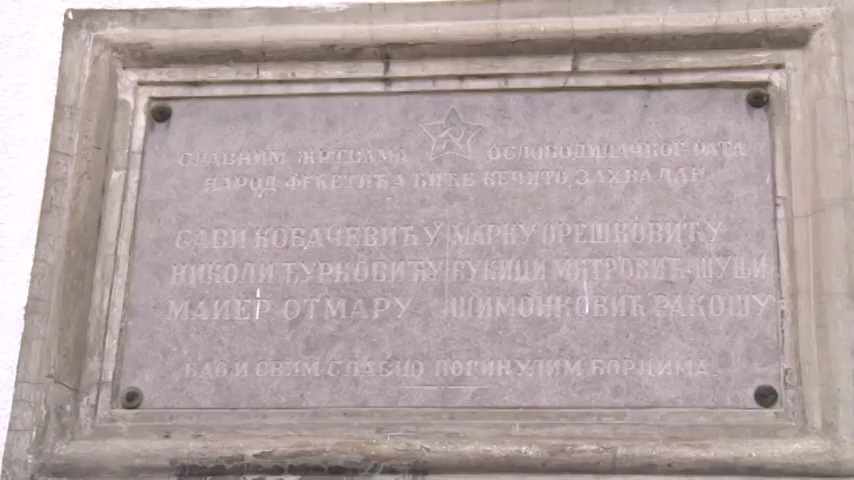 СЛАВНИМ ЖРТВАМА ОСЛОБОДИЛАЧКОГ РАТА
НАРОД ФЕКЕТИЋА БИЋЕ ВЕЧИТО ЗАХВАЛАН
САВИ КОВАЧЕВИЋУ МАРКУ ОРЕШКОВИЋУ
НИКОЛИ ЂУРКОВИЋУ ВУКИЦИ МИТРОВИЋ-ШУЦИ
МАИЕР ОТМАРУ ШИМОНКОВИЋ РАКОШУ
КАО И СВИМ СЛАВНО ПОГИНУЛИМ БОРЦИМА